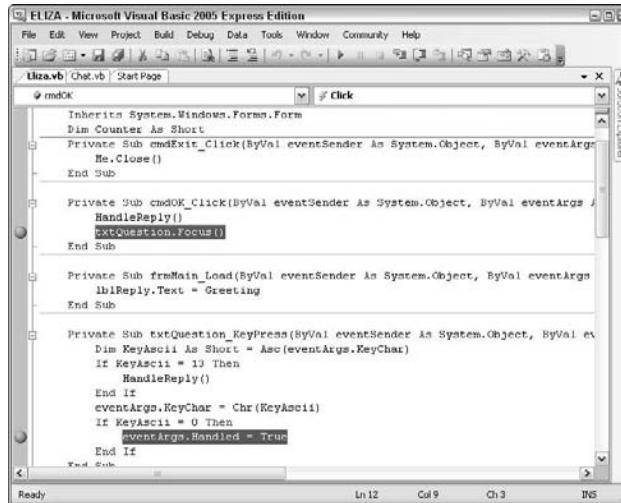 ELIZA - Microsoft Visual Basic 2005 Express Edition
File Edit View Project Build Debug Data Tools Window Community Help
Eliza.vb Chat.vb Start Page
cmdOK Click
Inherits System.Windows.Forms.Form
Dim Counter As Short
Private Sub cmdExit_Click(ByVal eventSender As System.Object, ByVal eventArgs
Me.Close()
End Sub
Private Sub cmdOK_Click(ByVal eventSender As System.Object, ByVal eventArgs A
HandleReply()
txtQuestion.Focus()
End Sub
Private Sub frmMain_Load(ByVal eventSender As System.Object, ByVal eventArgs
lblReply.Text = Greeting
End Sub
Private Sub txtQuestion_KeyPress(ByVal eventSender As System.Object, ByVal ev
Dim KeyAscii As Short = Asc(eventArgs.KeyChar)
If KeyAscii = 13 Then
HandleReply()
End If
eventArgs.KeyChar = Chr(KeyAscii)
If KeyAscii = 0 Then
eventArgs.Handled = True
End If
End Sub
Ready Ln 12 Col 9 Ch 3 INS